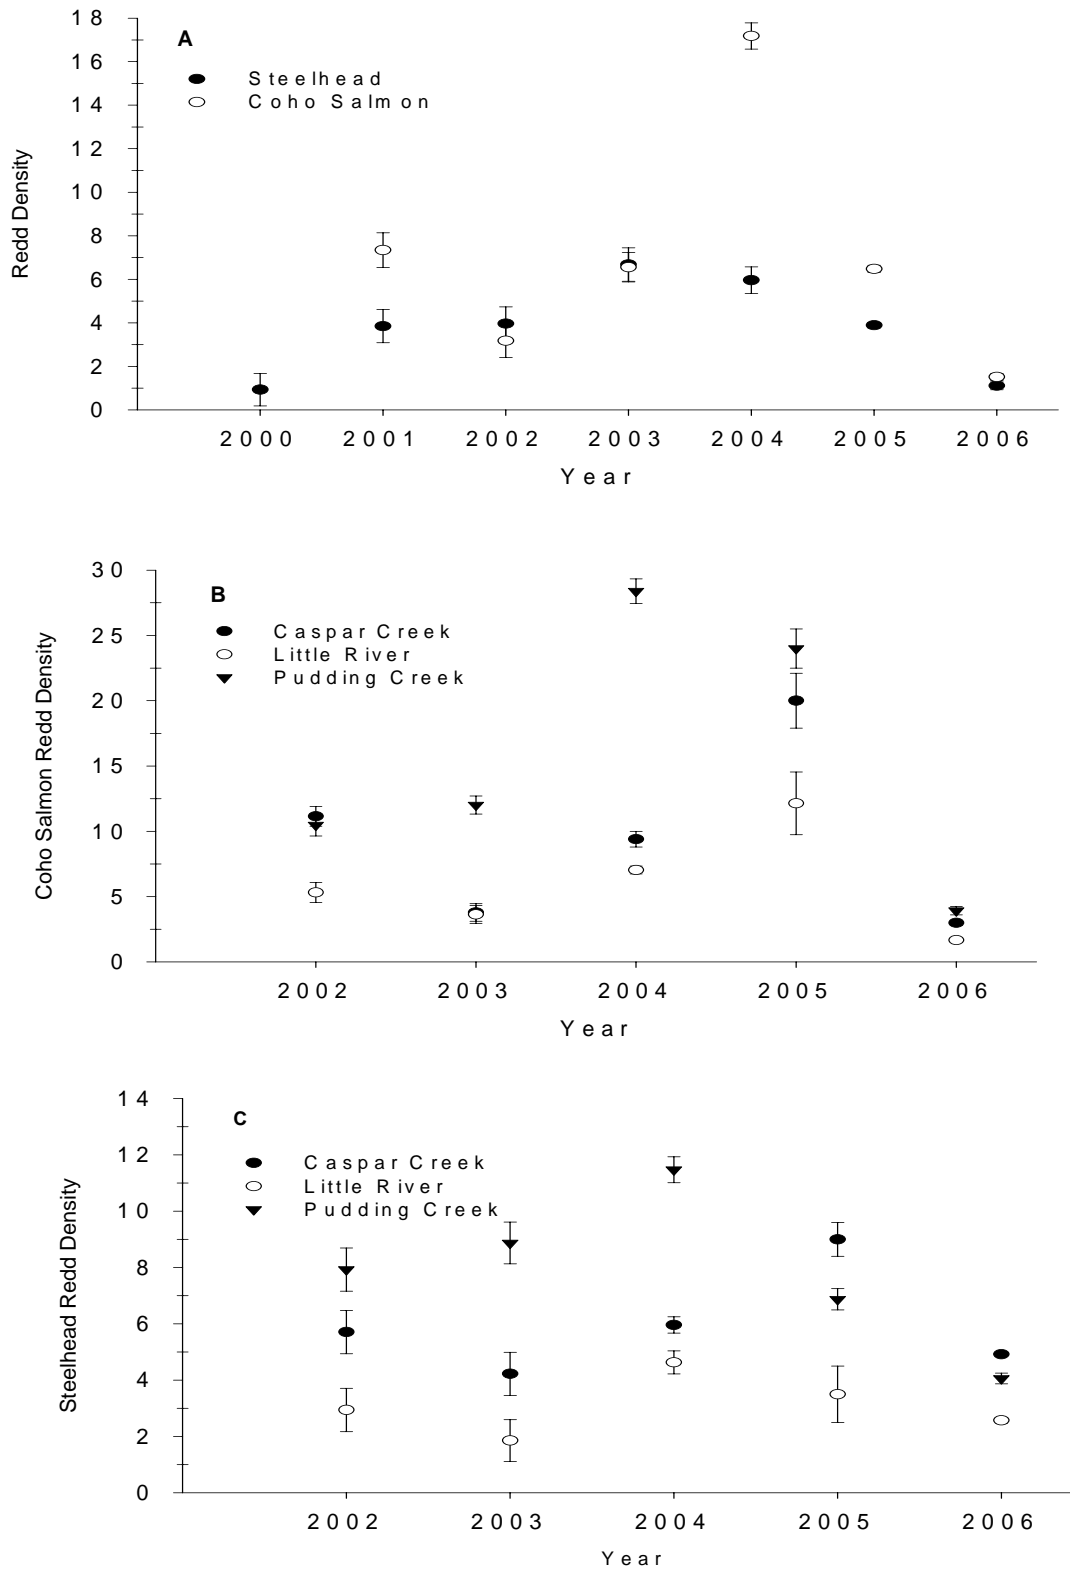 A
Steelhead
Coho Salmon
Redd Density
18
16
14
12
10
8
6
4
2
0
2000 2001 2002 2003 2004 2005 2006
Year
B
Caspar Creek
Little River
Pudding Creek
Coho Salmon Redd Density
30
25
20
15
10
5
0
2002 2003 2004 2005 2006
Year
C
Caspar Creek
Little River
Pudding Creek
Steelhead Redd Density
14
12
10
8
6
4
2
0
2002 2003 2004 2005 2006
Year